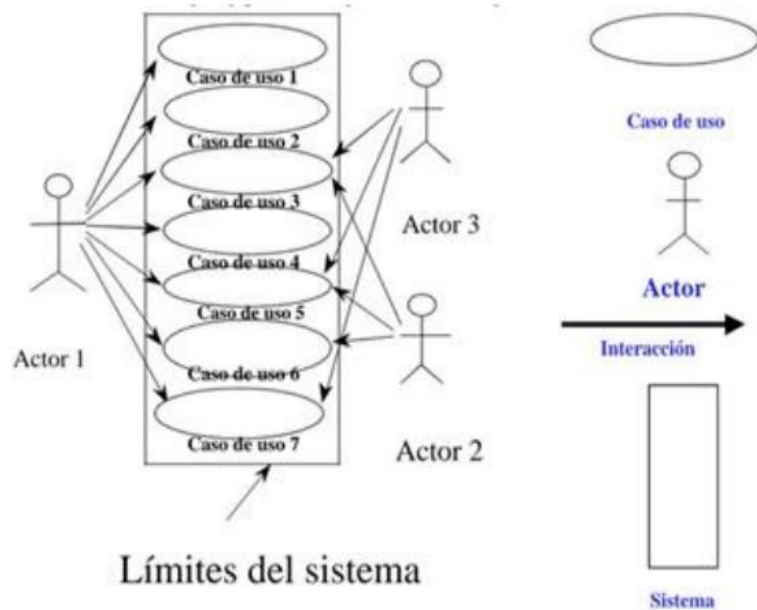 Caso de uso 1
Caso de uso 2
Caso de uso 3
Caso de uso 4
Caso de uso 5
Caso de uso 6
Caso de uso 7
Actor 1
Actor 3
Actor 2
Límites del sistema
Caso de uso
Actor
Interacción
Sistema